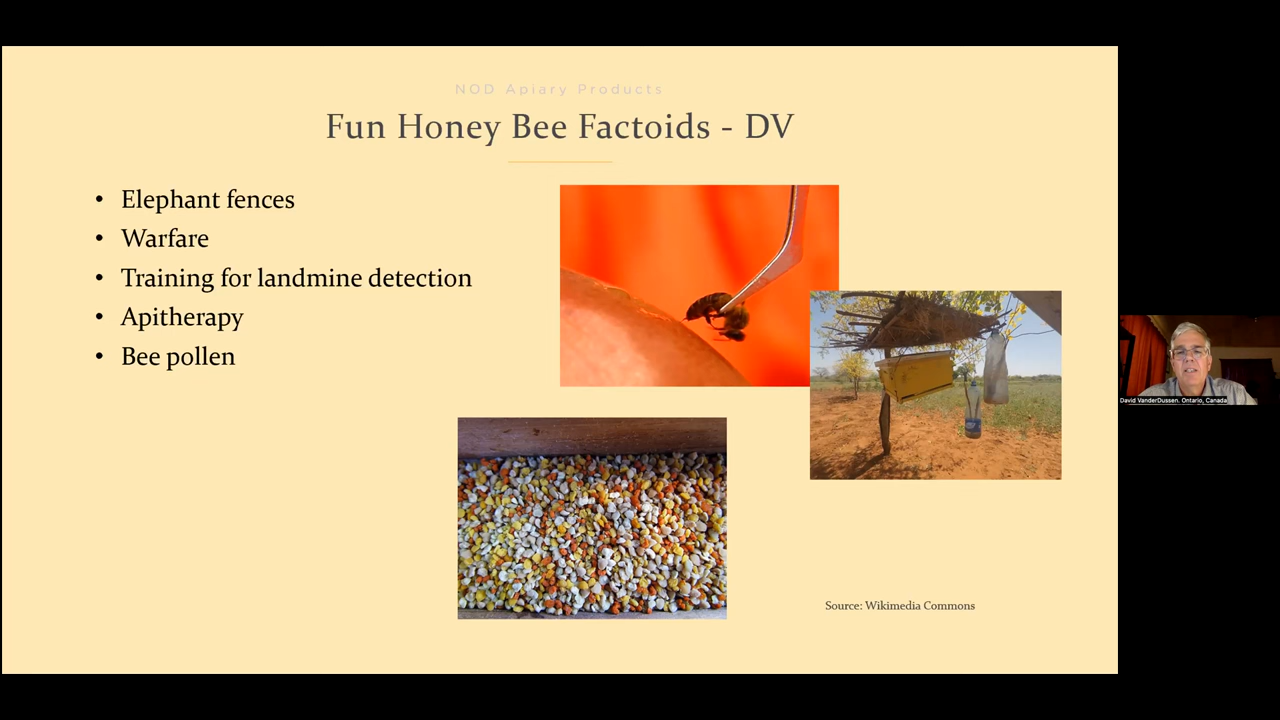 NOD Apiary Products
Fun Honey Bee Factoids - DV
• Elephant fences
• Warfare
• Training for landmine detection
• Apitherapy
• Bee pollen
Source: Wikimedia Commons
David VanderDussen, Ontario, Canada